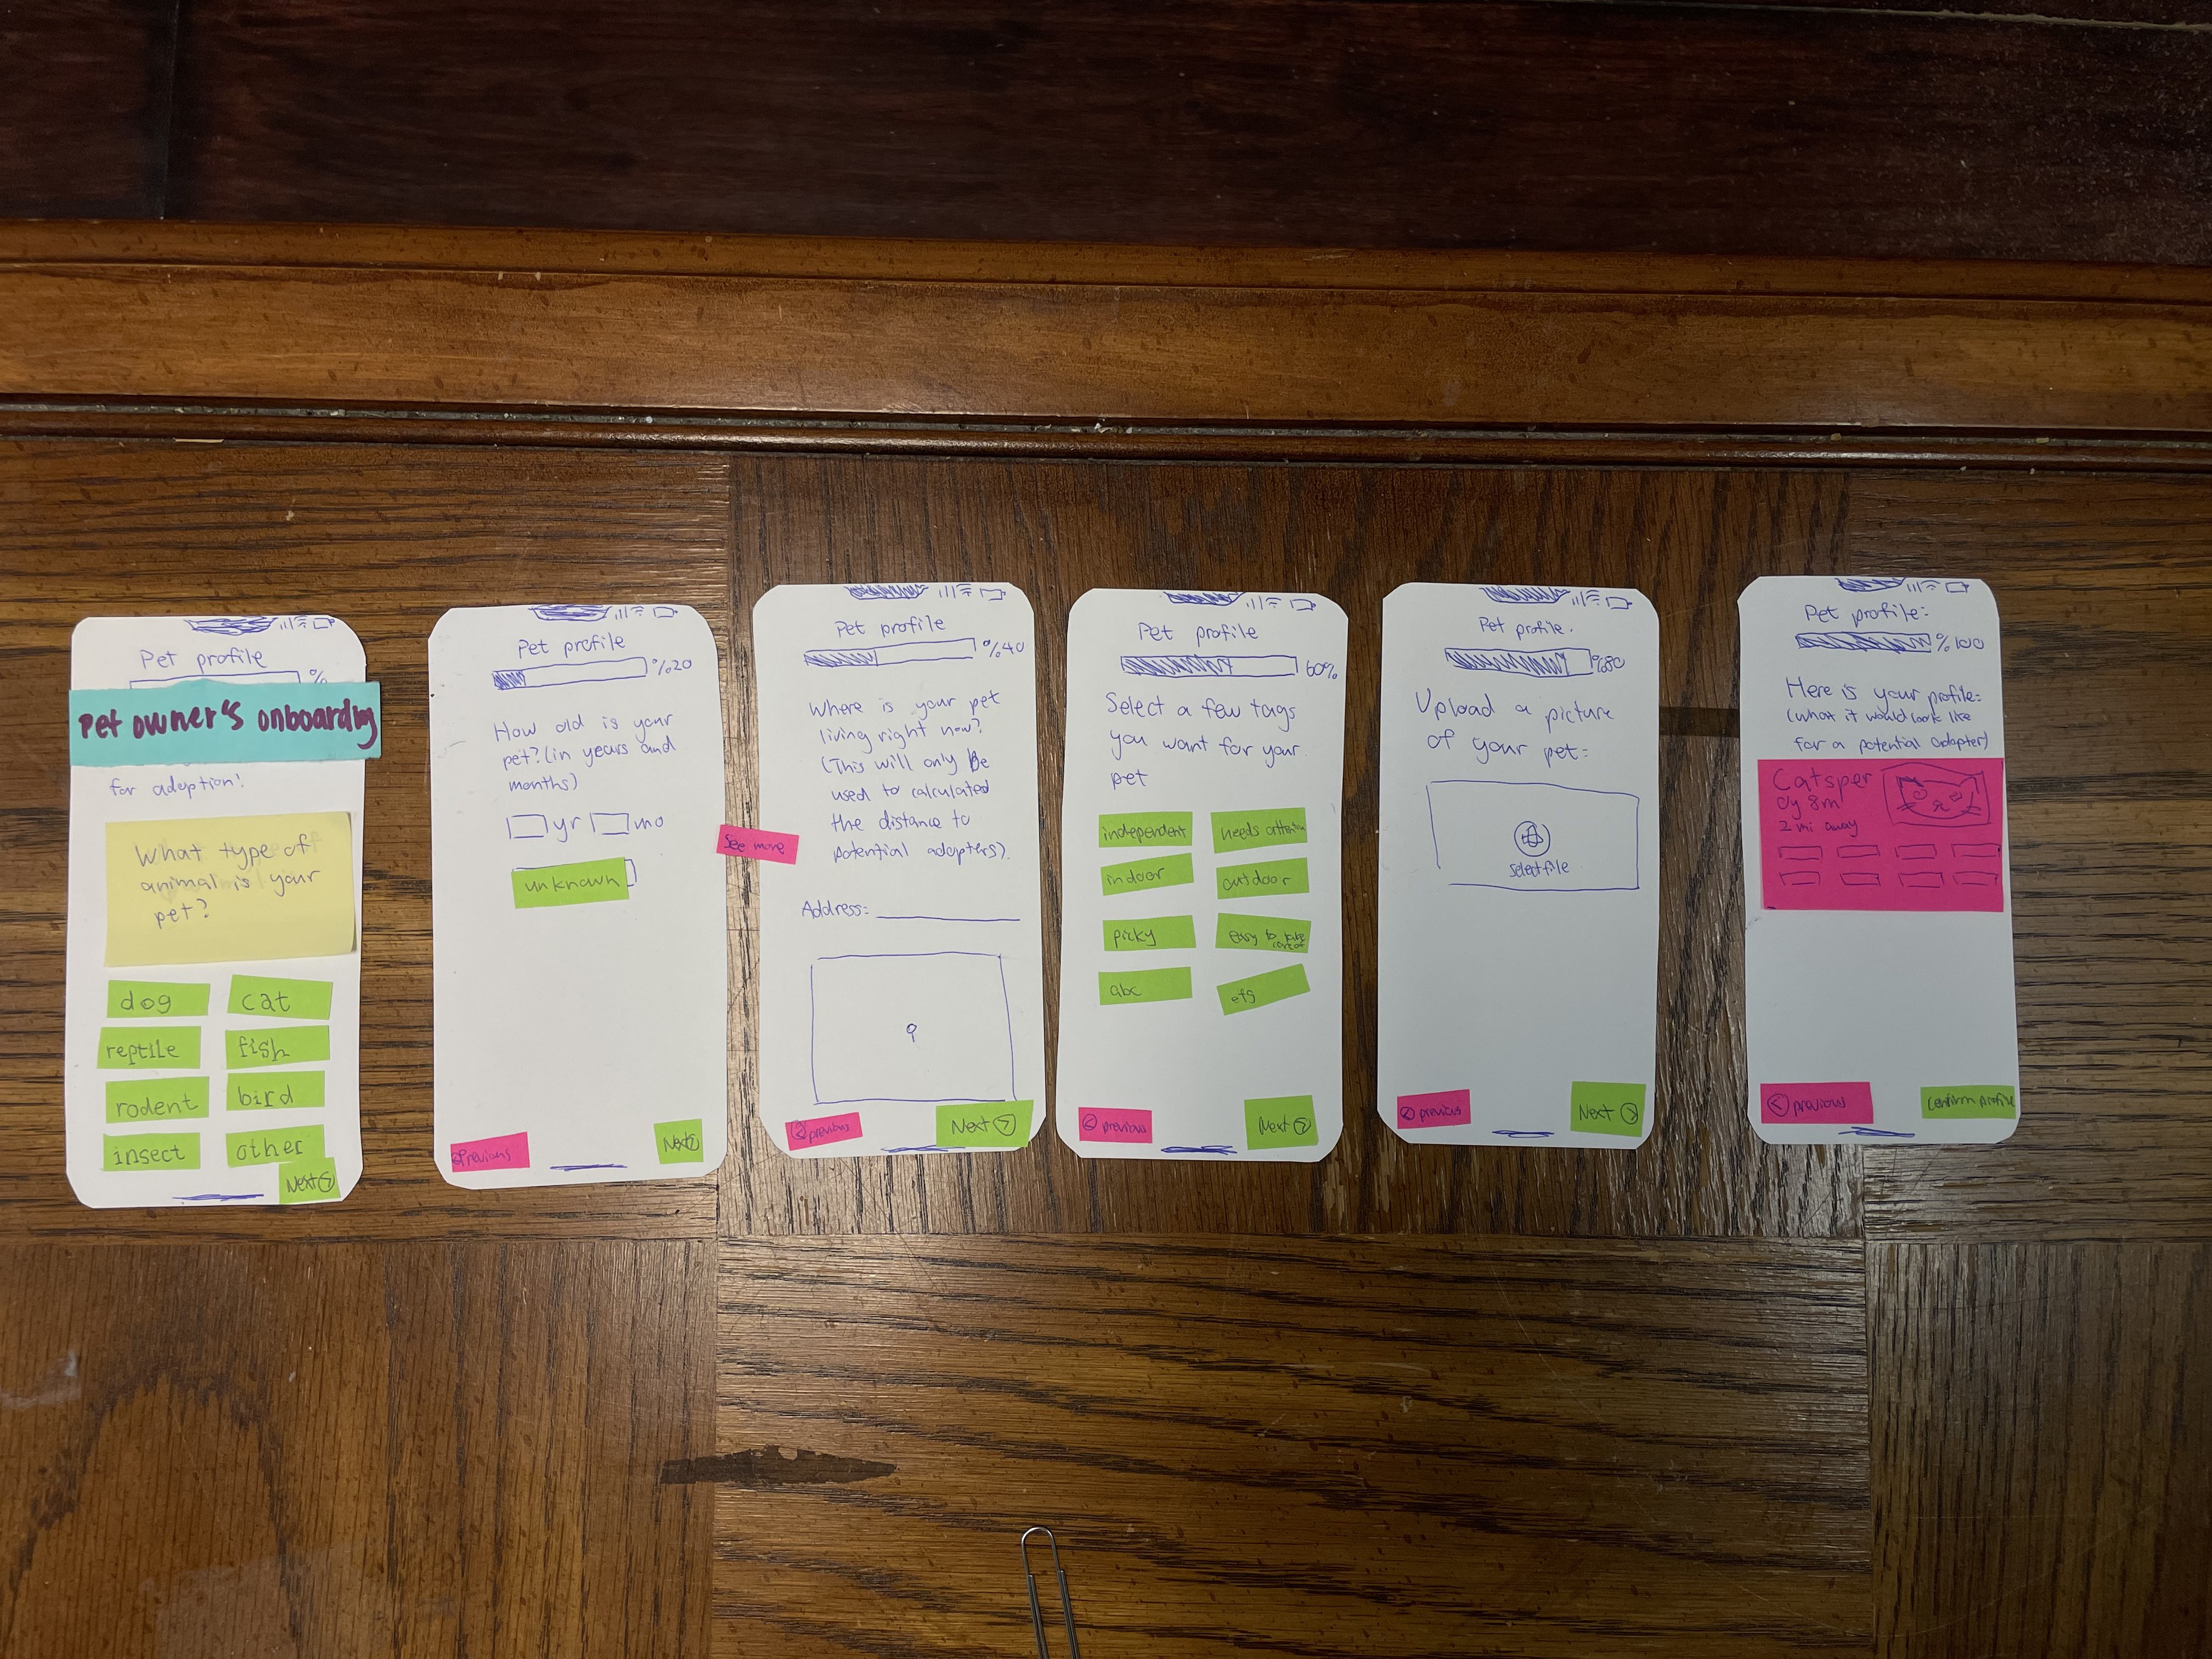 Pet profile
%
Pet owner's onboarding
for adoption!
What type of
animal is your
pet?
dog
cat
reptile
fish
rodent
bird
insect
other
Next
Pet profile
%20
How old is your
pet? (in years and
months)
yr
mo
unknown
Previous
Next
See more
Pet profile
%40
Where is your pet
living right now?
(This will only be
used to calculated
the distance to
potential adopters).
Address:
previous
Next
Pet profile
60%
Select a few tags
you want for your
pet
independent
needs attention
indoor
outdoor
picky
easy to take
care of
abc
efg
previous
Next
Pet profile.
%80
Upload a picture
of your pet:
select file
previous
Next
Pet profile:
%100
Here is your profile:
(what it would look like
for a potential adopter)
Catsper
0y 8m
2 mi away
previous
Confirm profile